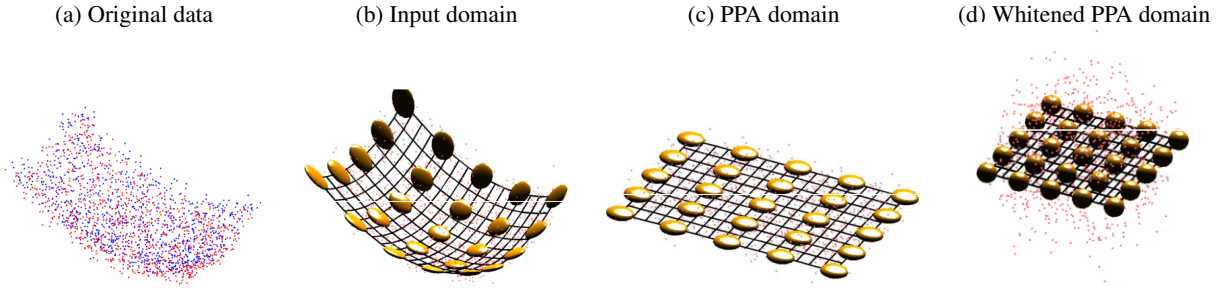 (a) Original data
(b) Input domain
(c) PPA domain
(d) Whitened PPA domain